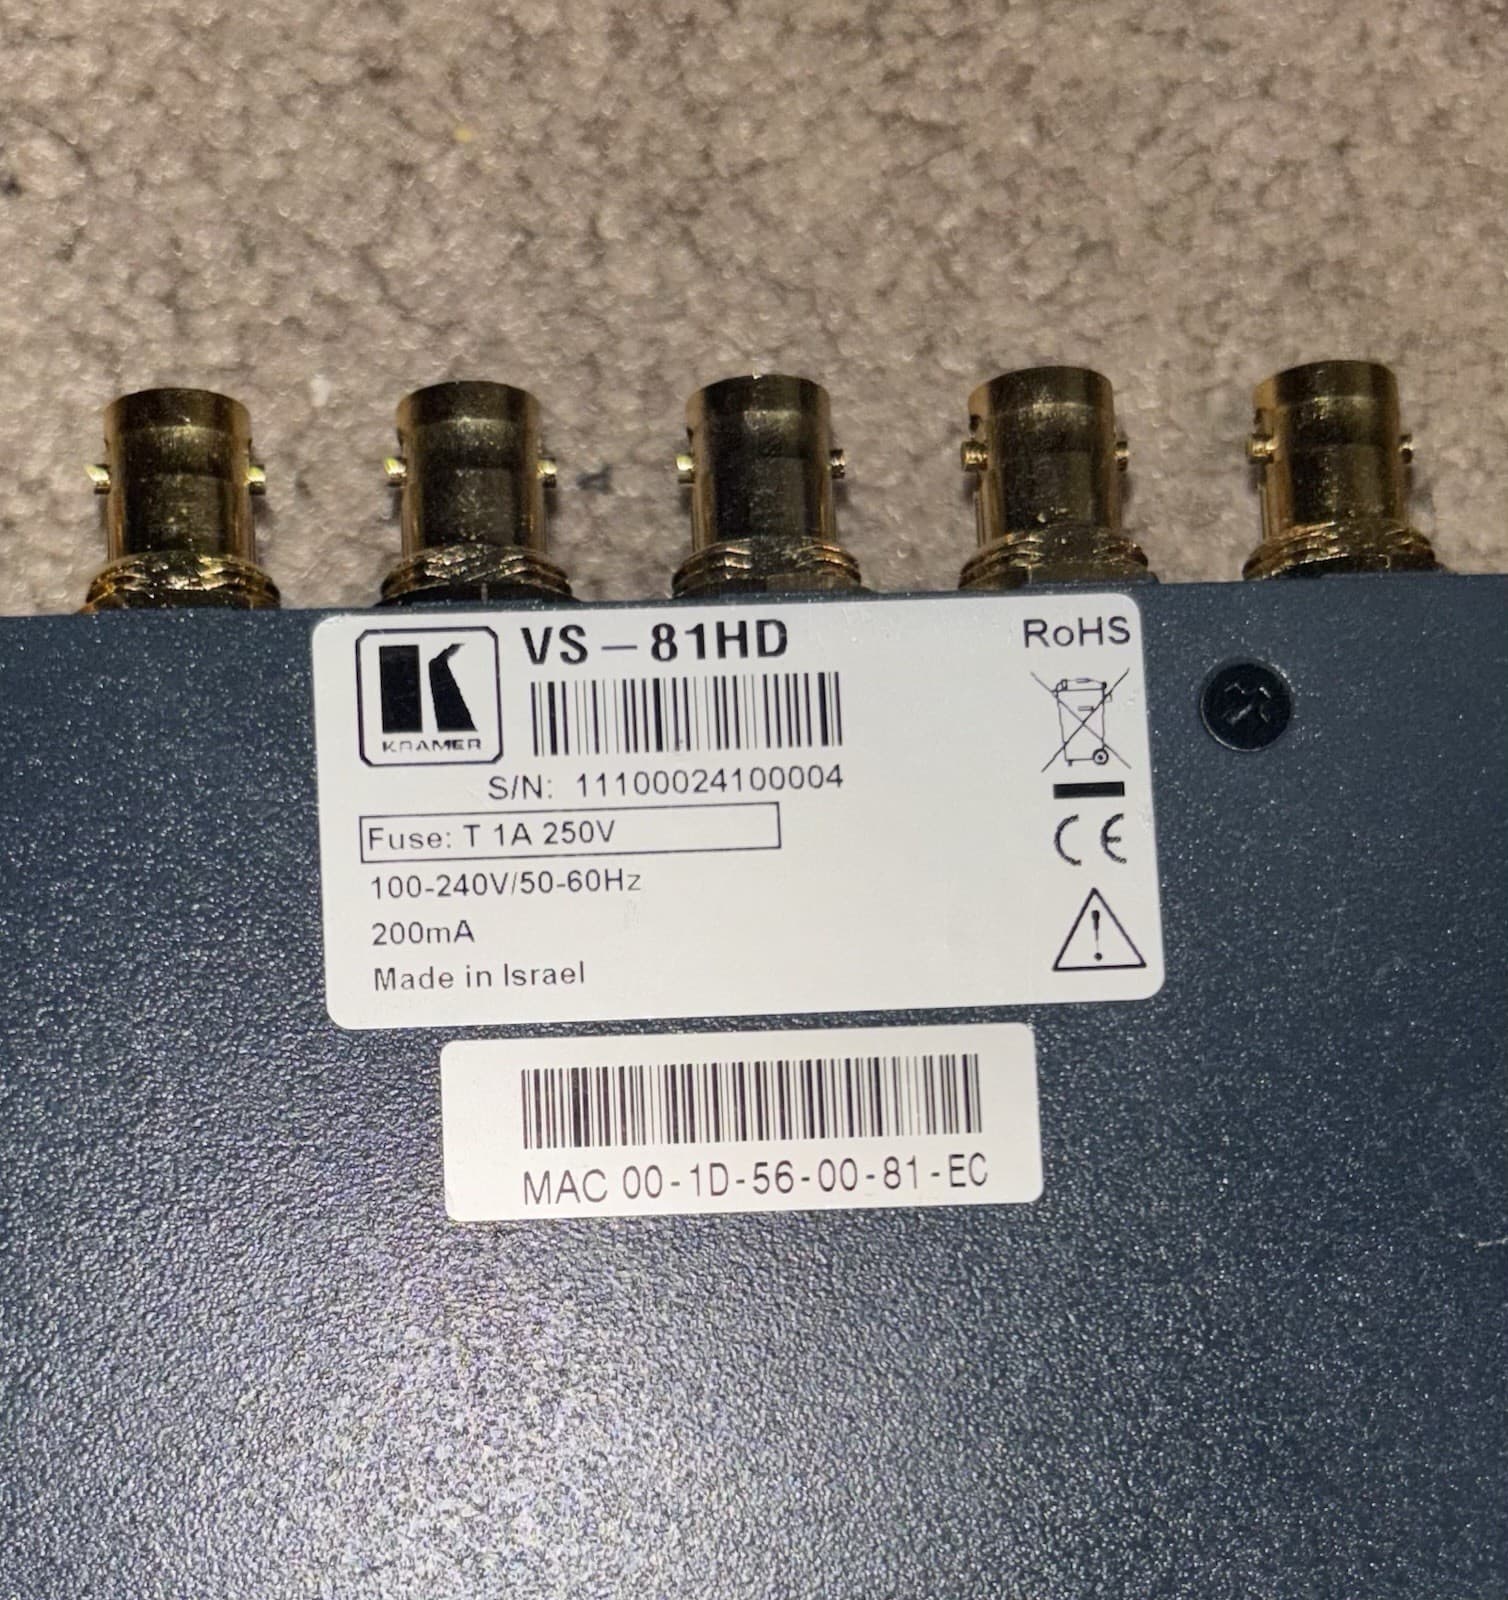 VS-81HD
RoHS
KRAMER
S/N: 11100024100004
Fuse: T 1A 250V
100-240V/50-60Hz
200mA
Made in Israel
CE
MAC 00-1D-56-00-81-EC